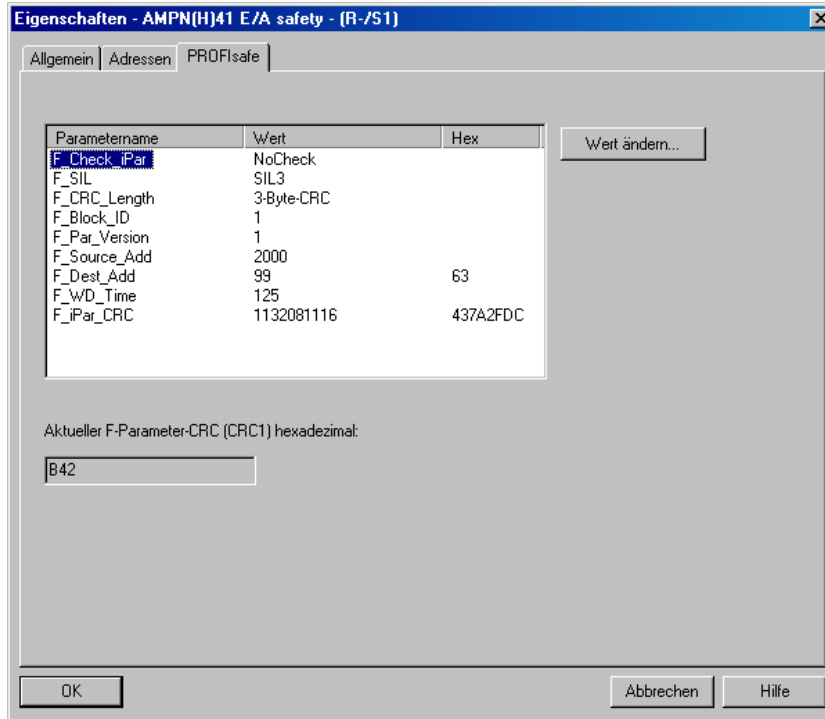 Eigenschaften - AMPN(H)41 E/A safety - (R-/S1)
Allgemein Adressen PROFIsafe
Parametername Wert Hex
F_Check_iPar NoCheck
F_SIL SIL3
F_CRC_Length 3-Byte-CRC
F_Block_ID 1
F_Par_Version 1
F_Source_Add 2000
F_Dest_Add 99 63
F_WD_Time 125
F_iPar_CRC 1132081116 437A2FDC
Wert ändern...
Aktueller F-Parameter-CRC (CRC1) hexadezimal:
B42
OK Abbrechen Hilfe